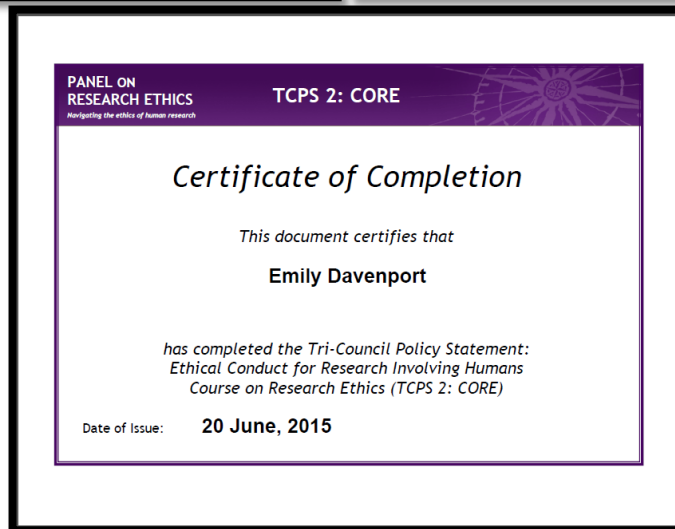 PANEL ON
RESEARCH ETHICS
Navigating the ethics of human research
TCPS 2: CORE
Certificate of Completion
This document certifies that
Emily Davenport
has completed the Tri-Council Policy Statement:
Ethical Conduct for Research Involving Humans
Course on Research Ethics (TCPS 2: CORE)
Date of Issue: 20 June, 2015